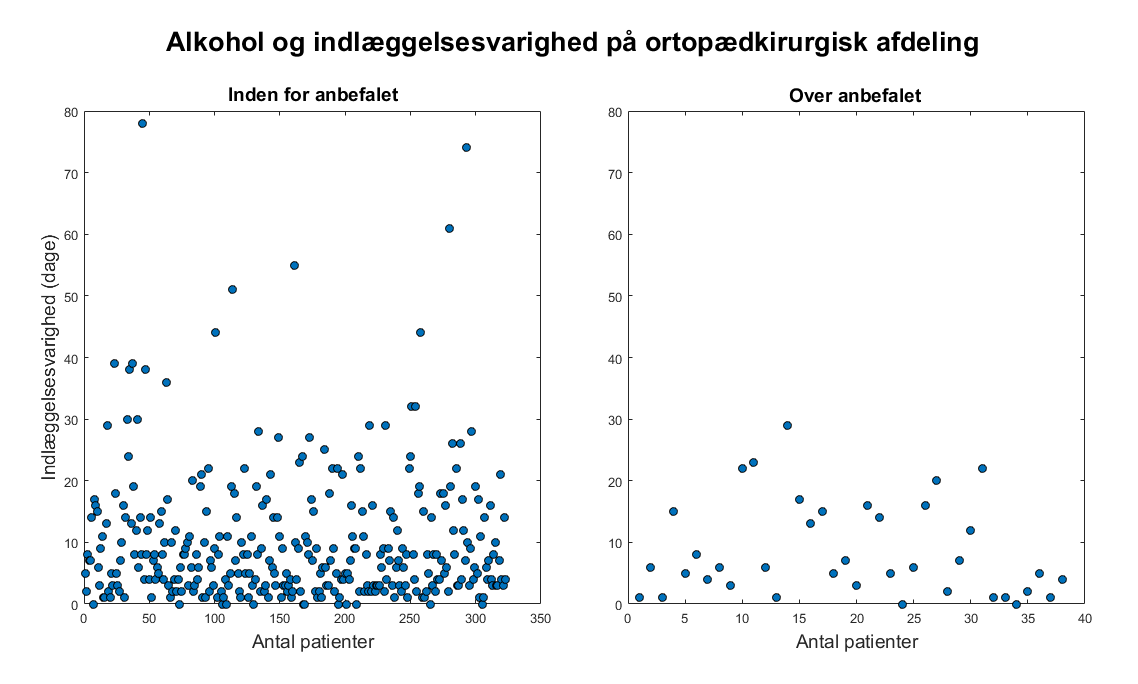 Alkohol og indlæggelsesvarighed på ortopædkirurgisk afdeling
Inden for anbefalet
80
70
60
50
40
30
20
10
0
0 50 100 150 200 250 300 350
Indlæggelsesvarighed (dage)
Antal patienter
Over anbefalet
80
70
60
50
40
30
20
10
0
0 5 10 15 20 25 30 35 40
Antal patienter